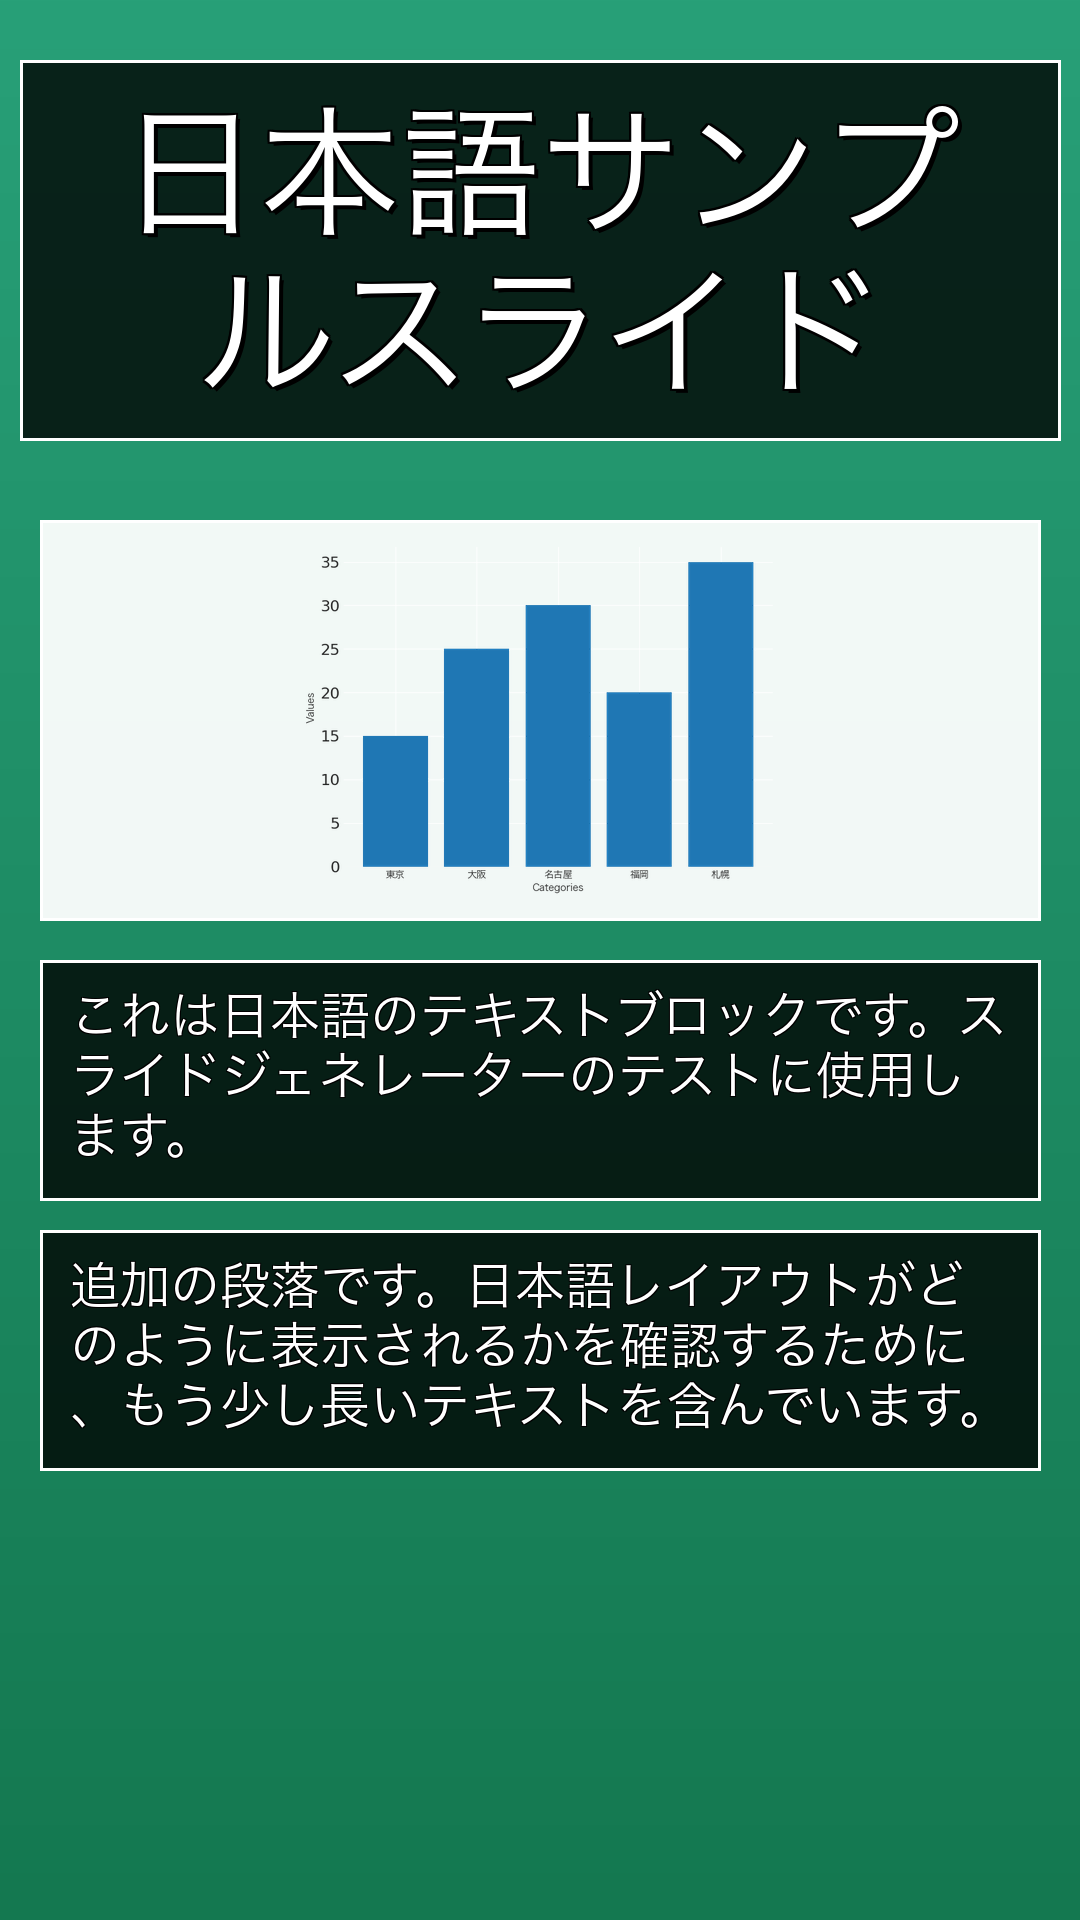 日本語サンプ
ルスライド
35
30
25
20
15
10
5
0
Values
東京 大阪 名古屋 福岡 札幌
Categories
これは日本語のテキストブロックです。ス
ライドジェネレーターのテストに使用し
ます。
追加の段落です。日本語レイアウトがど
のように表示されるかを確認するために
、もう少し長いテキストを含んでいます。